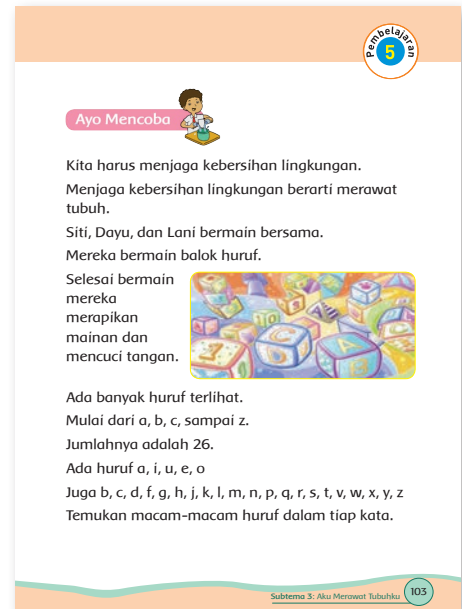 Pembelajaran
5
Ayo Mencoba
Kita harus menjaga kebersihan lingkungan.
Menjaga kebersihan lingkungan berarti merawat
tubuh.
Siti, Dayu, dan Lani bermain bersama.
Mereka bermain balok huruf.
Selesai bermain
mereka
merapikan
mainan dan
mencuci tangan.
Ada banyak huruf terlihat.
Mulai dari a, b, c, sampai z.
Jumlahnya adalah 26.
Ada huruf a, i, u, e, o
Juga b, c, d, f, g, h, j, k, l, m, n, p, q, r, s, t, v, w, x, y, z
Temukan macam-macam huruf dalam tiap kata.
Subtema 3: Aku Merawat Tubuhku
103